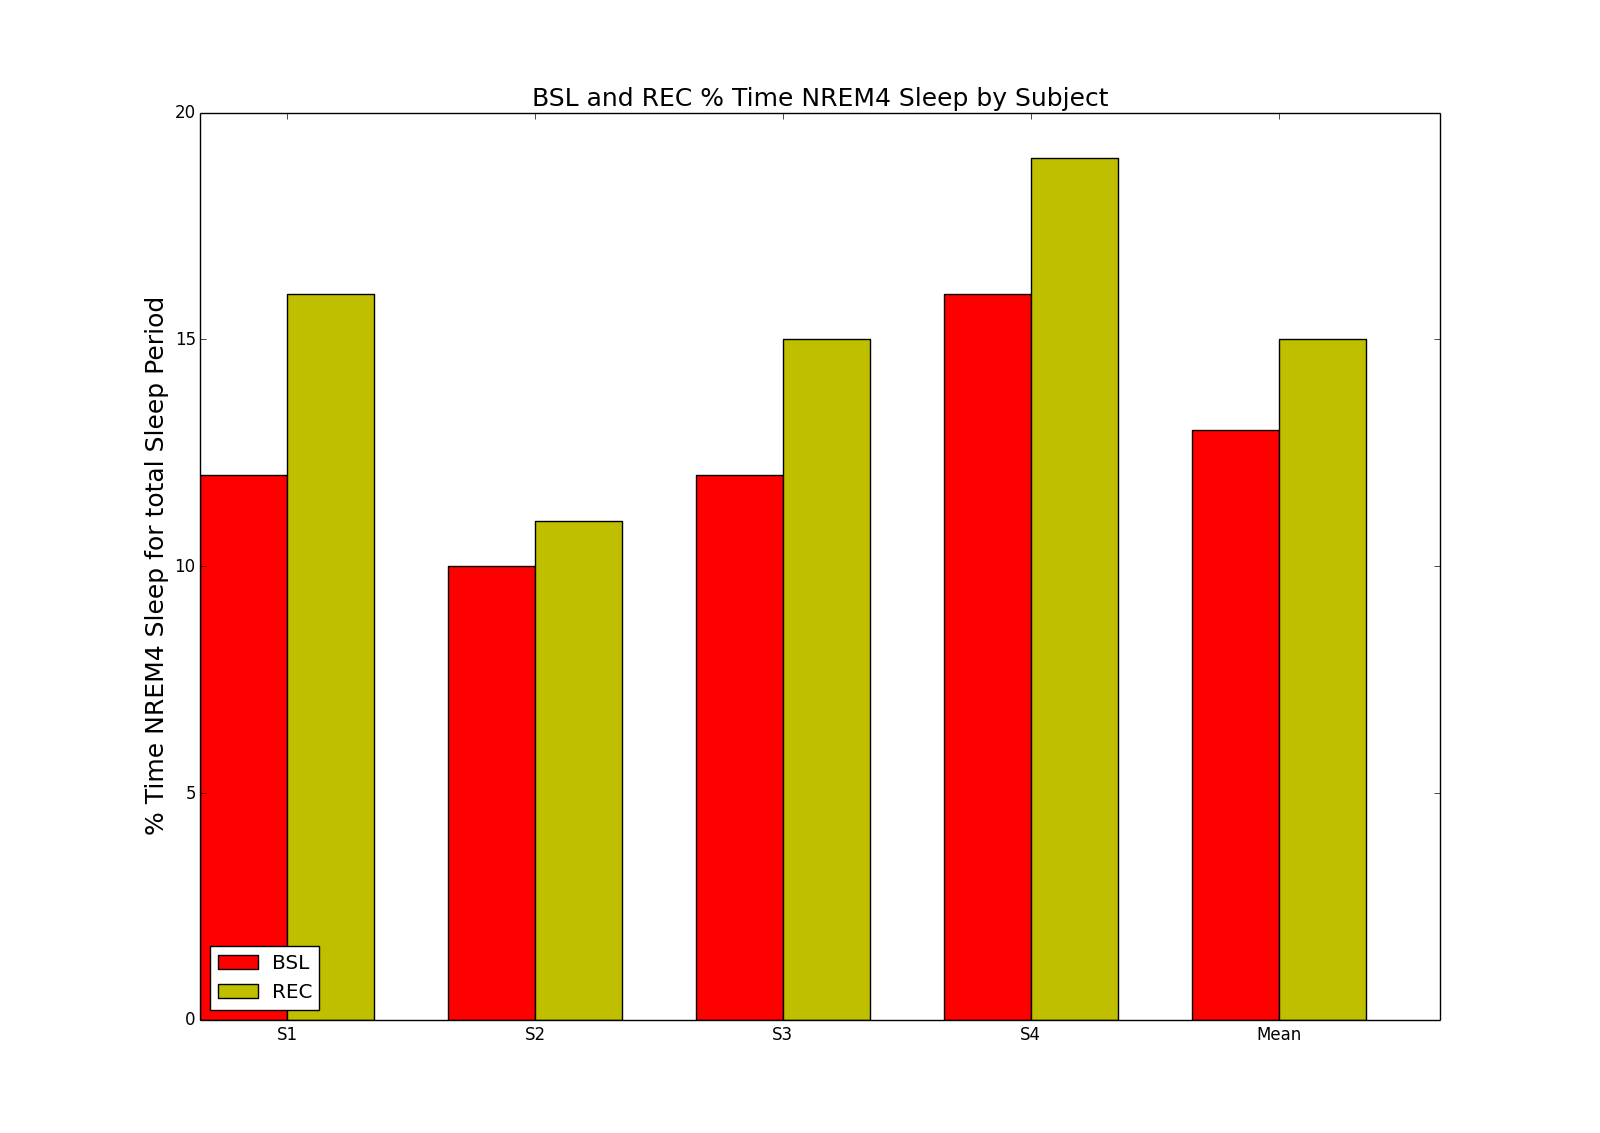 BSL and REC % Time NREM4 Sleep by Subject
% Time NREM4 Sleep for total Sleep Period
20
15
10
5
0
BSL
REC
S1 S2 S3 S4 Mean